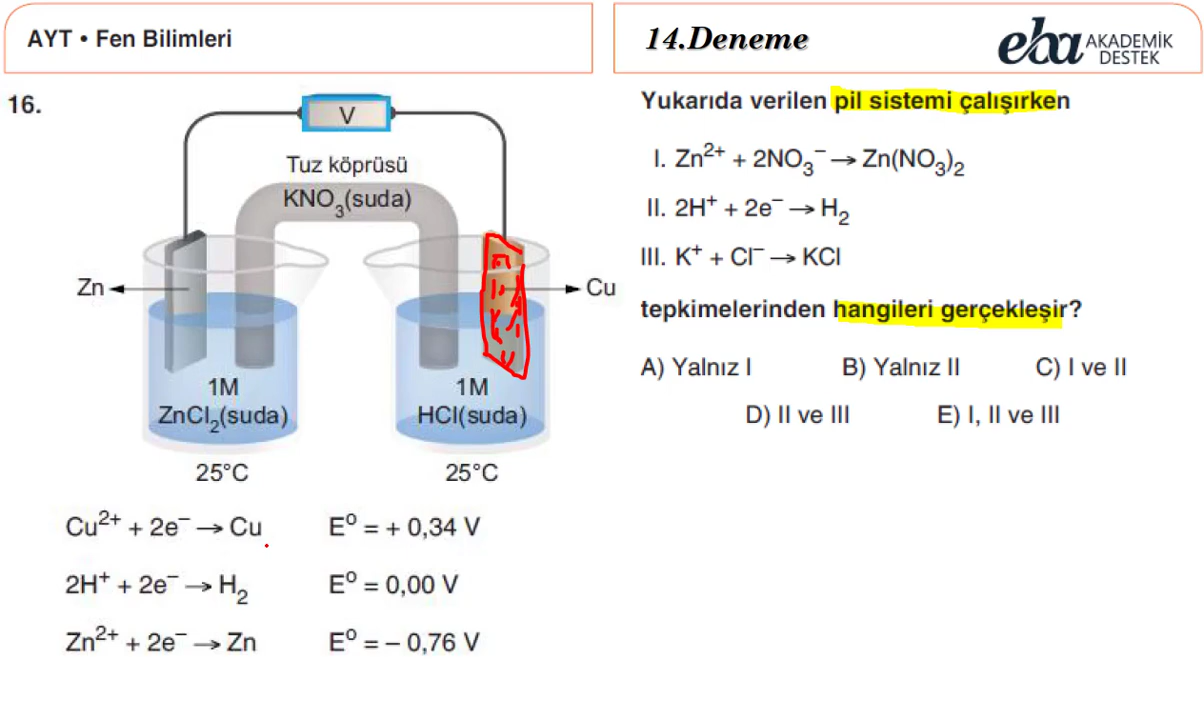 AYT • Fen Bilimleri
14.Deneme
eba AKADEMİK
DESTEK
16.
V
Tuz köprüsü
KNO₃(suda)
Zn
Cu
1M
ZnCl₂(suda)
25°C
1M
HCl(suda)
25°C
Cu²⁺ + 2e⁻ → Cu E⁰ = + 0,34 V
2H⁺ + 2e⁻ → H₂ E⁰ = 0,00 V
Zn²⁺ + 2e⁻ → Zn E⁰ = – 0,76 V
Yukarıda verilen pil sistemi çalışırken
I. Zn²⁺ + 2NO₃⁻ → Zn(NO₃)₂
II. 2H⁺ + 2e⁻ → H₂
III. K⁺ + Cl⁻ → KCl
tepkimelerinden hangileri gerçekleşir?
A) Yalnız I B) Yalnız II C) I ve II
D) II ve III E) I, II ve III